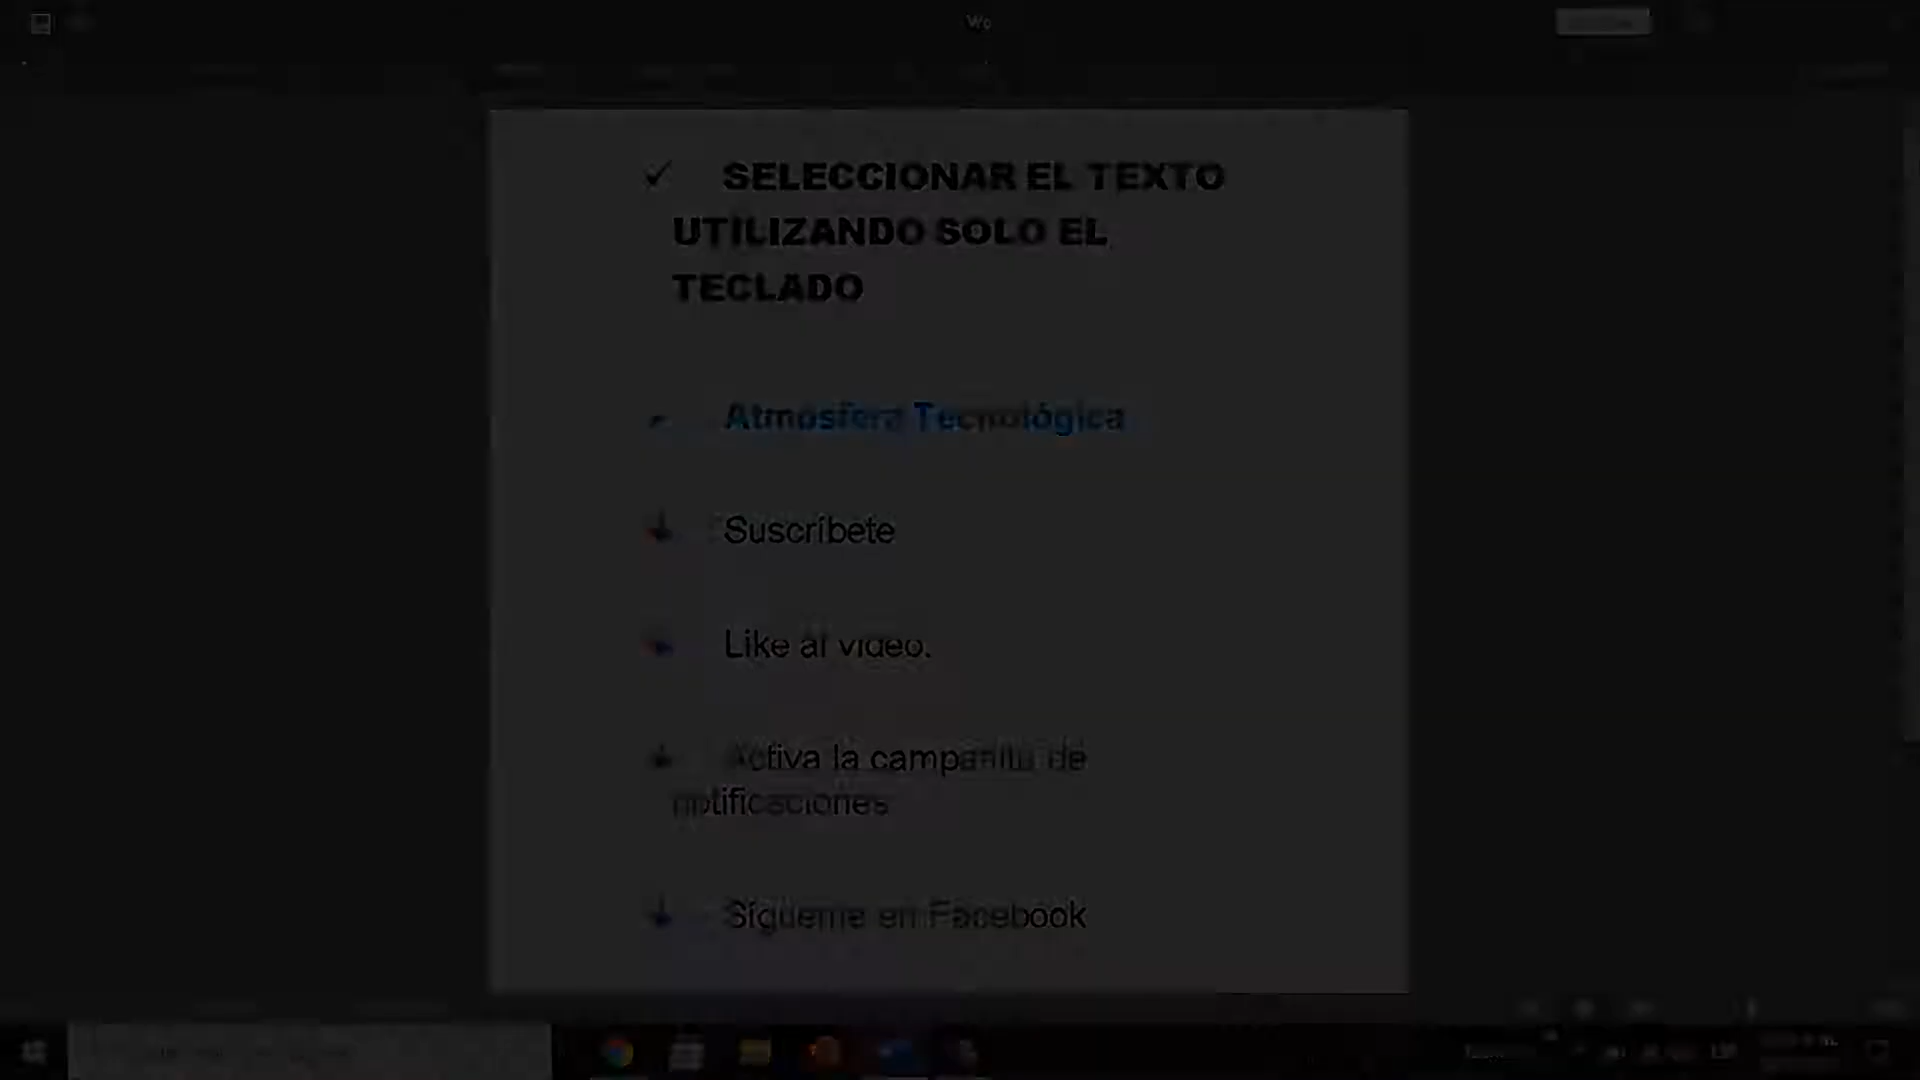 SELECCIONAR EL TEXTO
UTILIZANDO SOLO EL
TECLADO
Atmósfera Tecnológica
Suscríbete
Like al video.
Activa la campanita de
notificaciones
Sígueme en Facebook